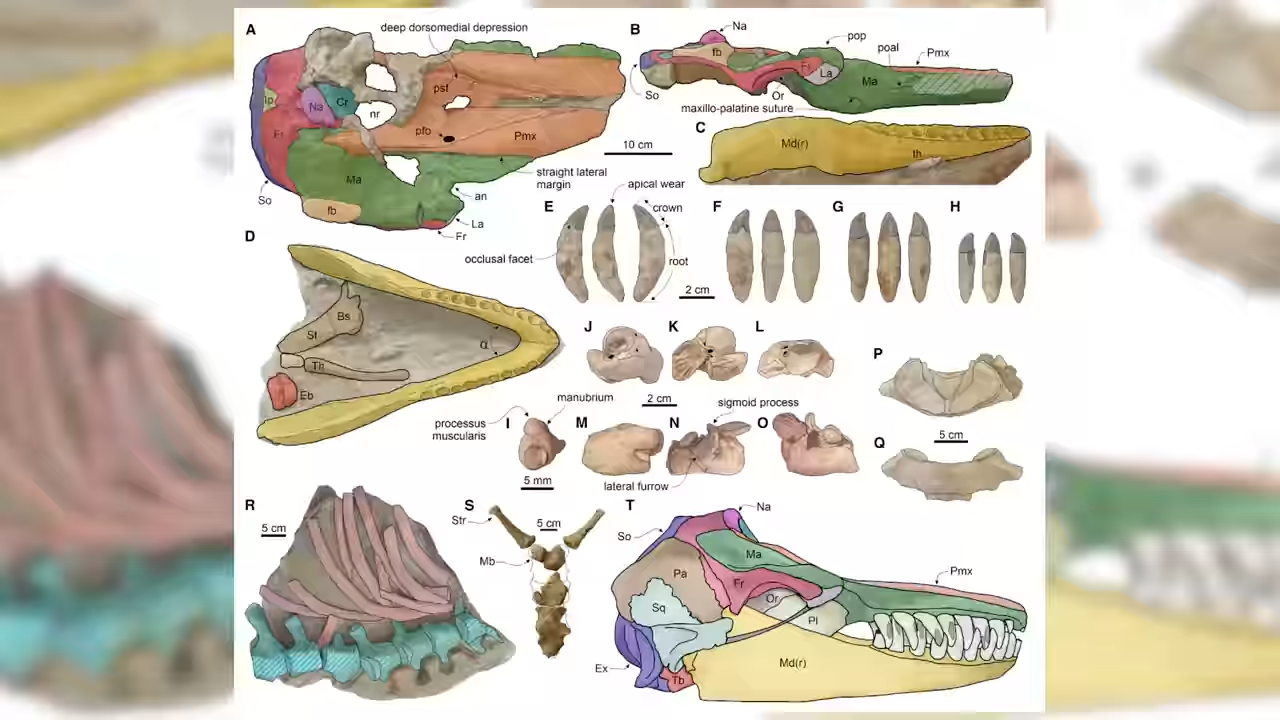 A
deep dorsomedial depression
Ip
Na
Cr
nr
psf
pfo
Pmx
Fr
Ma
fb
So
10 cm
straight lateral
margin
an
La
Fr
B
Na
fb
pop
poal
Pmx
Fr
La
Ma
So
Or
maxillo-palatine suture
C
Md(r)
th
D
Bs
St
Th
Eb
α
E
apical wear
crown
occlusal facet
root
2 cm
F
G
H
J
K
L
2 cm
processus
muscularis
manubrium
I
5 mm
M
N
sigmoid process
lateral furrow
O
P
5 cm
Q
R
5 cm
S
Str
5 cm
Mb
T
Na
So
Ma
Pa
Fr
Pmx
Or
Sq
Pl
Ex
Md(r)
Tb